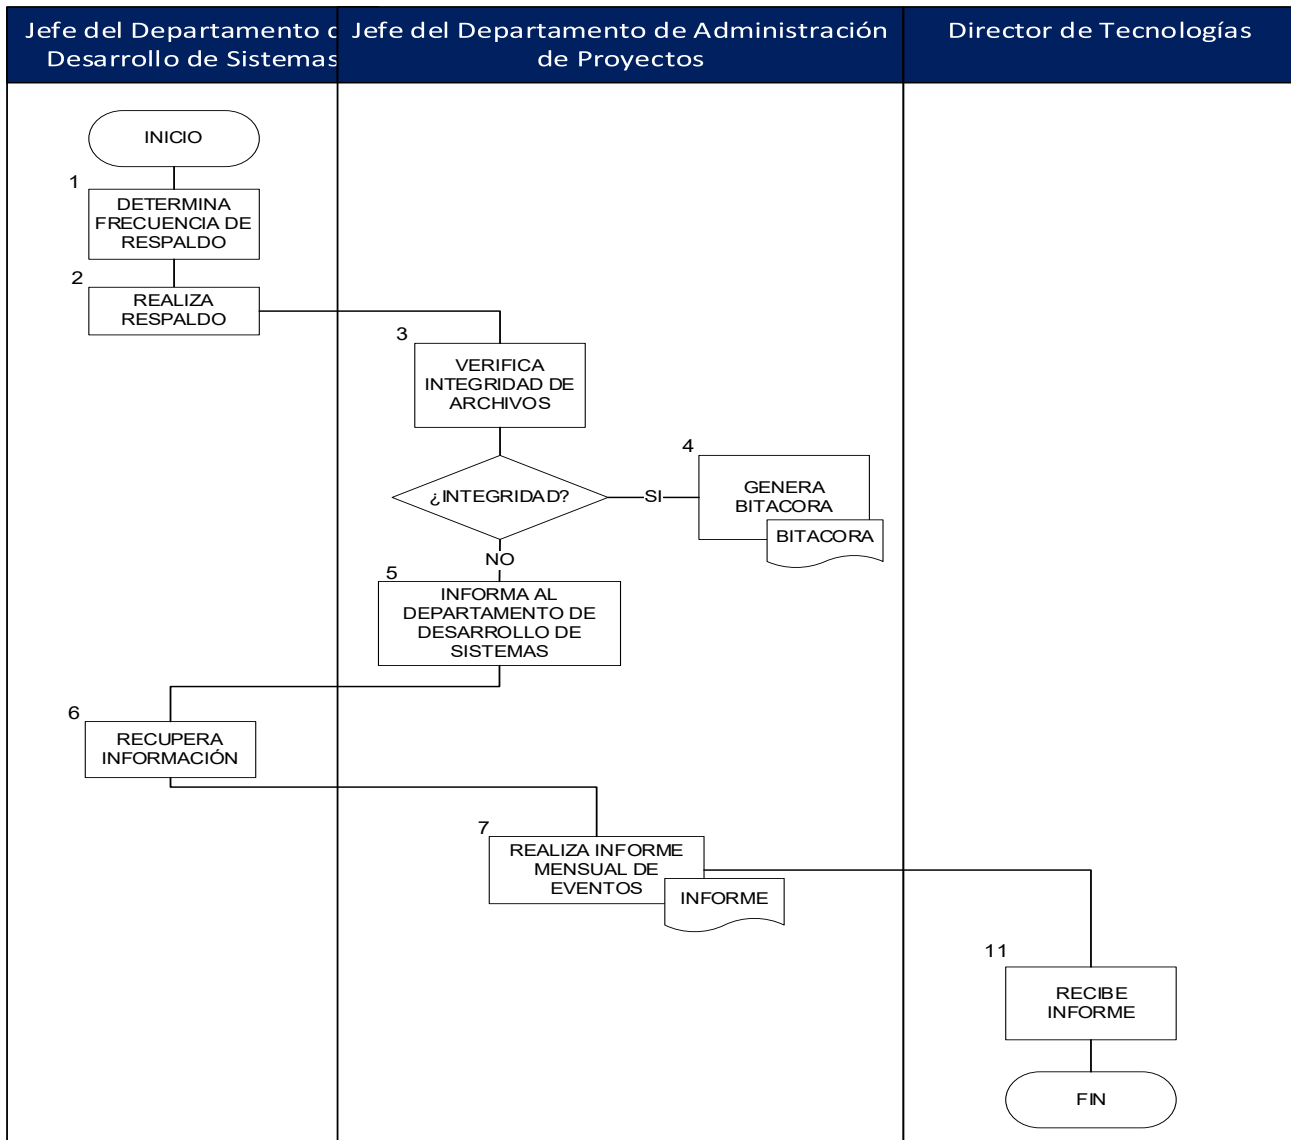 Jefe del Departamento d
Desarrollo de Sistemas
Jefe del Departamento de Administración
de Proyectos
Director de Tecnologías
INICIO
1
DETERMINA
FRECUENCIA DE
RESPALDO
2
REALIZA
RESPALDO
3
VERIFICA
INTEGRIDAD DE
ARCHIVOS
¿INTEGRIDAD?
SI
4
GENERA
BITACORA
BITACORA
NO
5
INFORMA AL
DEPARTAMENTO DE
DESARROLLO DE
SISTEMAS
6
RECUPERA
INFORMACIÓN
7
REALIZA INFORME
MENSUAL DE
EVENTOS
INFORME
11
RECIBE
INFORME
FIN